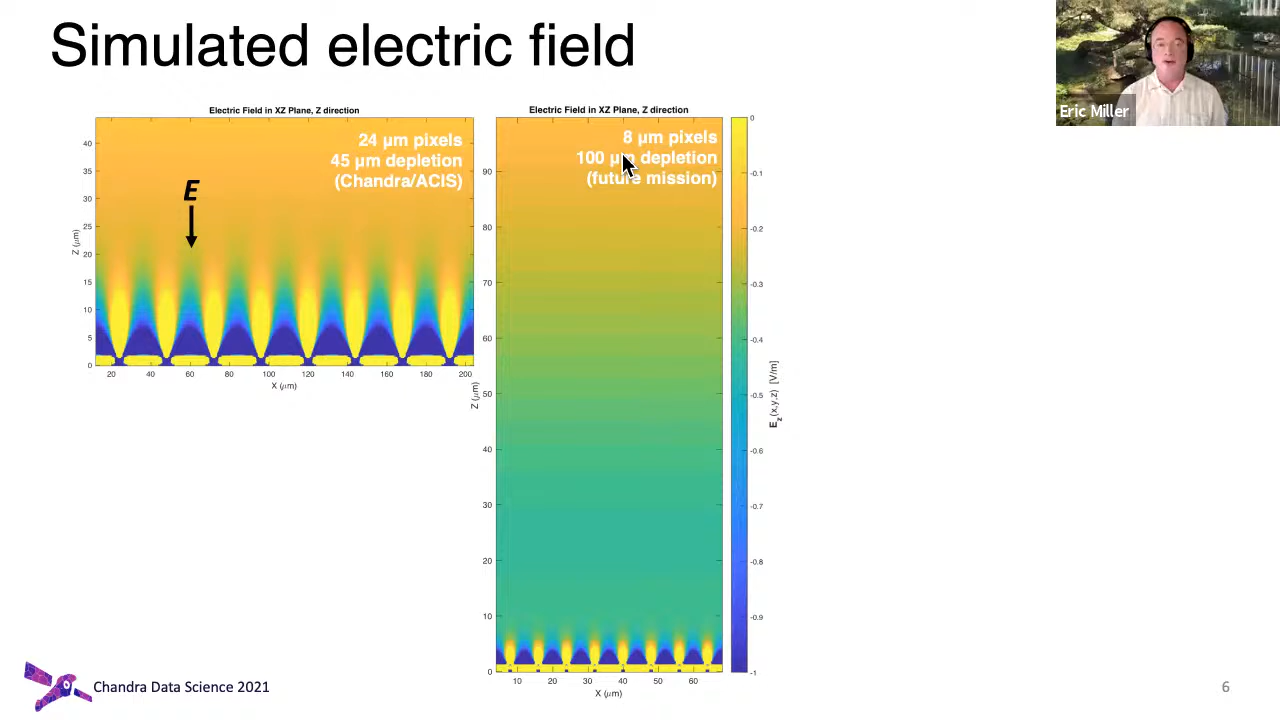 Simulated electric field
Eric Miller
Electric Field in XZ Plane, Z direction
24 µm pixels
45 µm depletion
(Chandra/ACIS)
E
40
35
30
25
20
15
10
5
0
Z (µm)
20 40 60 80 100 120 140 160 180 200
X (µm)
Electric Field in XZ Plane, Z direction
8 µm pixels
100 µm depletion
(future mission)
90
80
70
60
50
40
30
20
10
0
Z (µm)
10 20 30 40 50 60
X (µm)
0
-0.1
-0.2
-0.3
-0.4
-0.5
-0.6
-0.7
-0.8
-0.9
-1
Ez(x,y,z) [V/m]
Chandra Data Science 2021
6